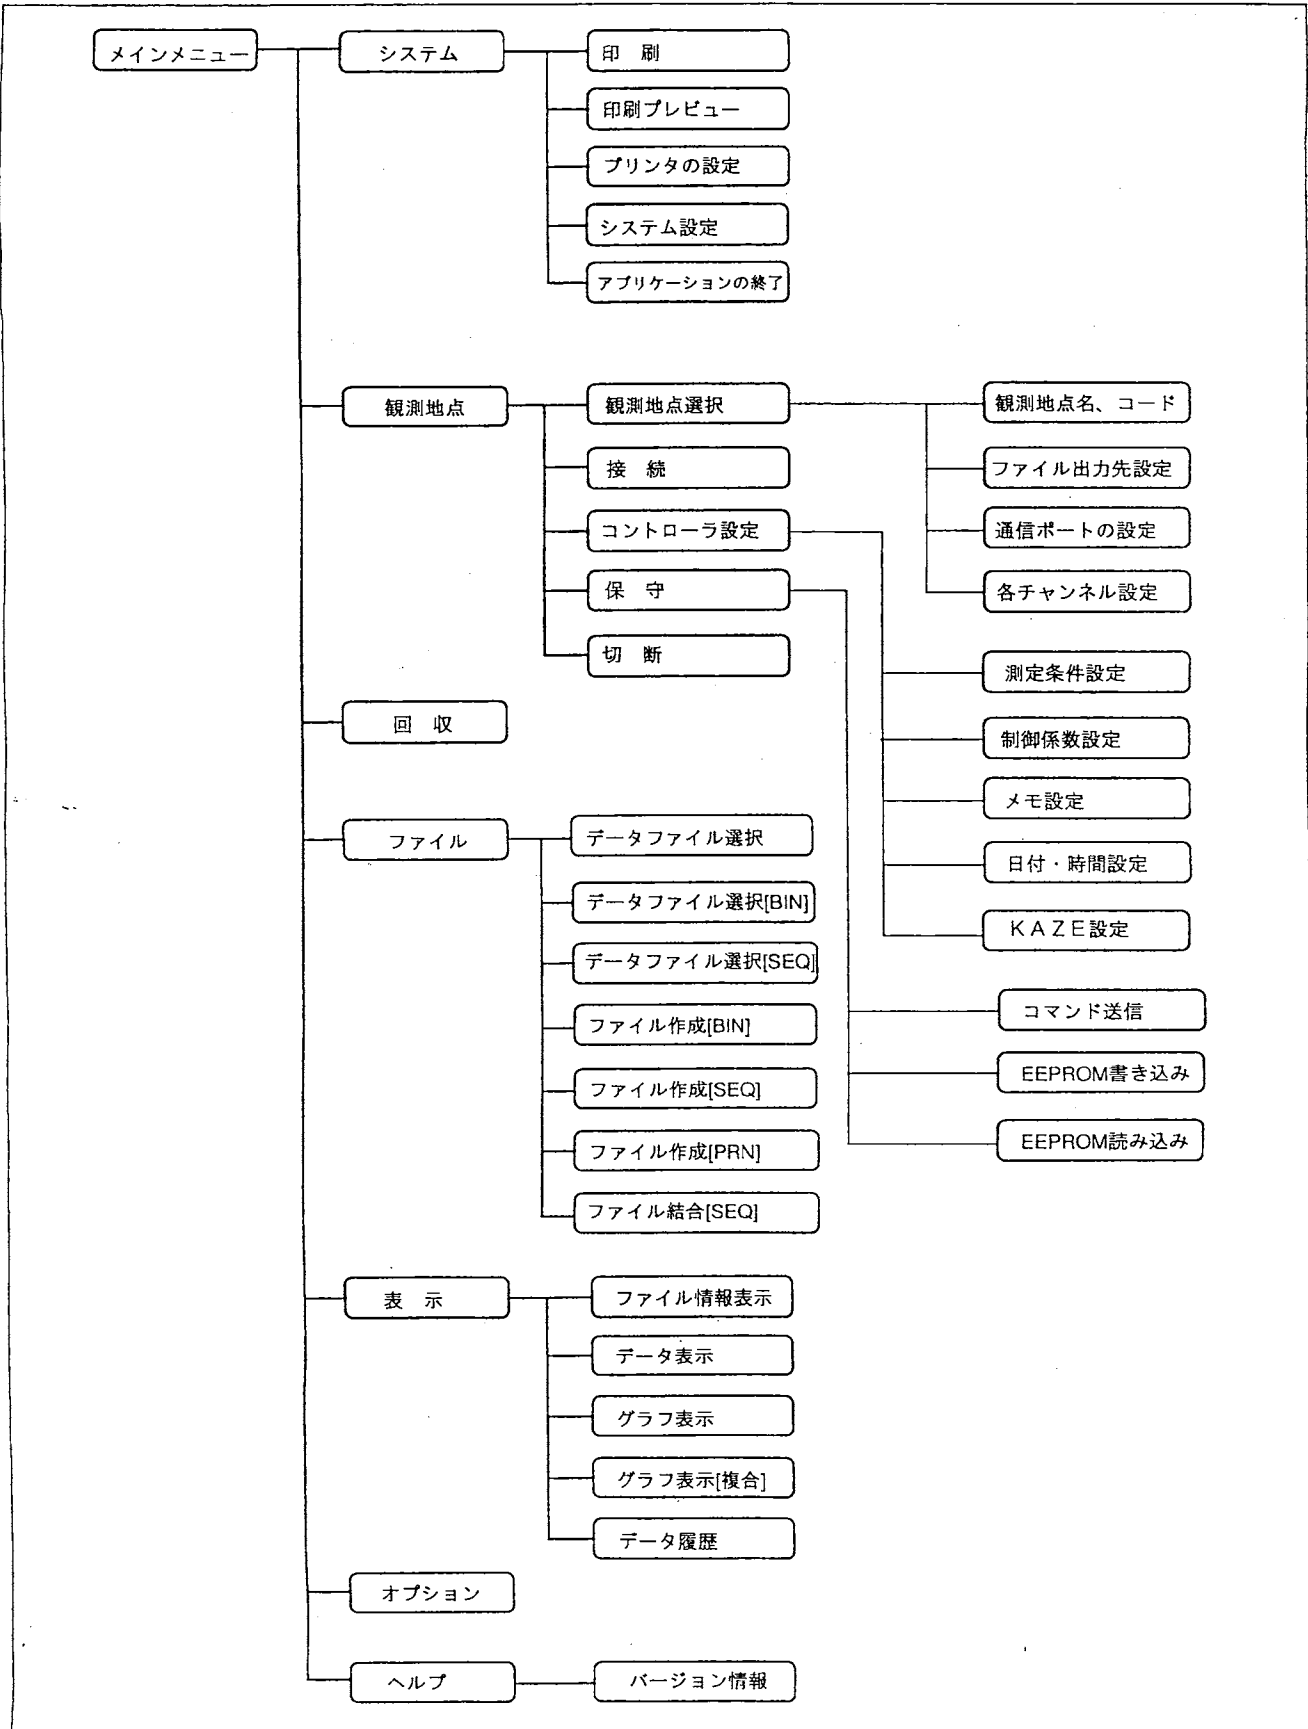 メインメニュー
システム
印　刷
印刷プレビュー
プリンタの設定
システム設定
アプリケーションの終了
観測地点
観測地点選択
観測地点名、コード
ファイル出力先設定
通信ポートの設定
各チャンネル設定
接　続
コントローラ設定
測定条件設定
制御係数設定
メモ設定
日付・時間設定
ＫＡＺＥ設定
保　守
コマンド送信
EEPROM書き込み
EEPROM読み込み
切　断
回　収
ファイル
データファイル選択
データファイル選択[BIN]
データファイル選択[SEQ]
ファイル作成[BIN]
ファイル作成[SEQ]
ファイル作成[PRN]
ファイル結合[SEQ]
表　示
ファイル情報表示
データ表示
グラフ表示
グラフ表示[複合]
データ履歴
オプション
ヘルプ
バージョン情報